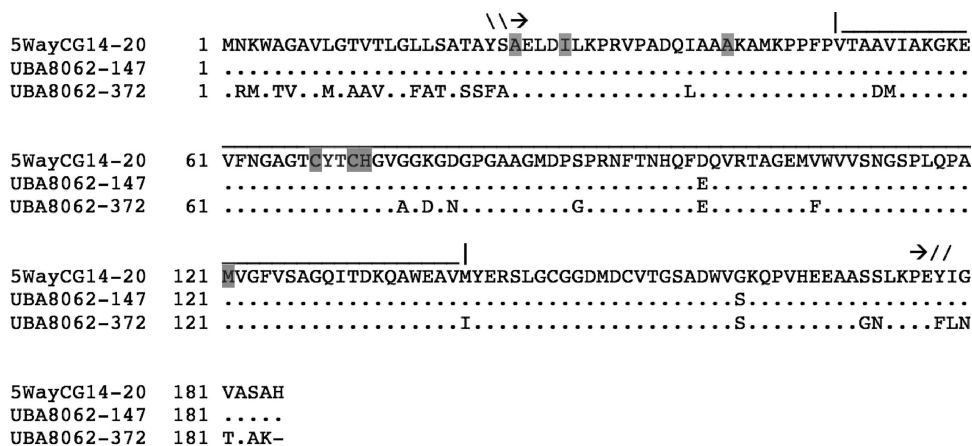 \\→ |
5WayCG14-20 1 MNKWAGAVLGTVTLGLLSATAYSAELDILKPRVPADQIAAAKAMKPPFPVTAAVIAKGKE
UBA8062-147 1 ............................................................
UBA8062-372 1 .RM.TV..M.AAV..FAT.SSFA..............L..............DM......
5WayCG14-20 61 VFNGAGTCYTCHGVGGKGDGPGAAGMDPSPRNFTNHQFDQVRTAGEMVWVVSNGSPLQPA
UBA8062-147 ......................................E.....................
UBA8062-372 61 ..............A.D.N.........G.........E........F............
| →//
5WayCG14-20 121 MVGFVSAGQITDKQAWEAVMYERSLGCGGDMDCVTGSADWVGKQPVHEEAASSLKPEYIG
UBA8062-147 121 .........................................S..................
UBA8062-372 121 ...................I.....................S.........GN....FLN
5WayCG14-20 181 VASAH
UBA8062-147 181 .....
UBA8062-372 181 T.AK-